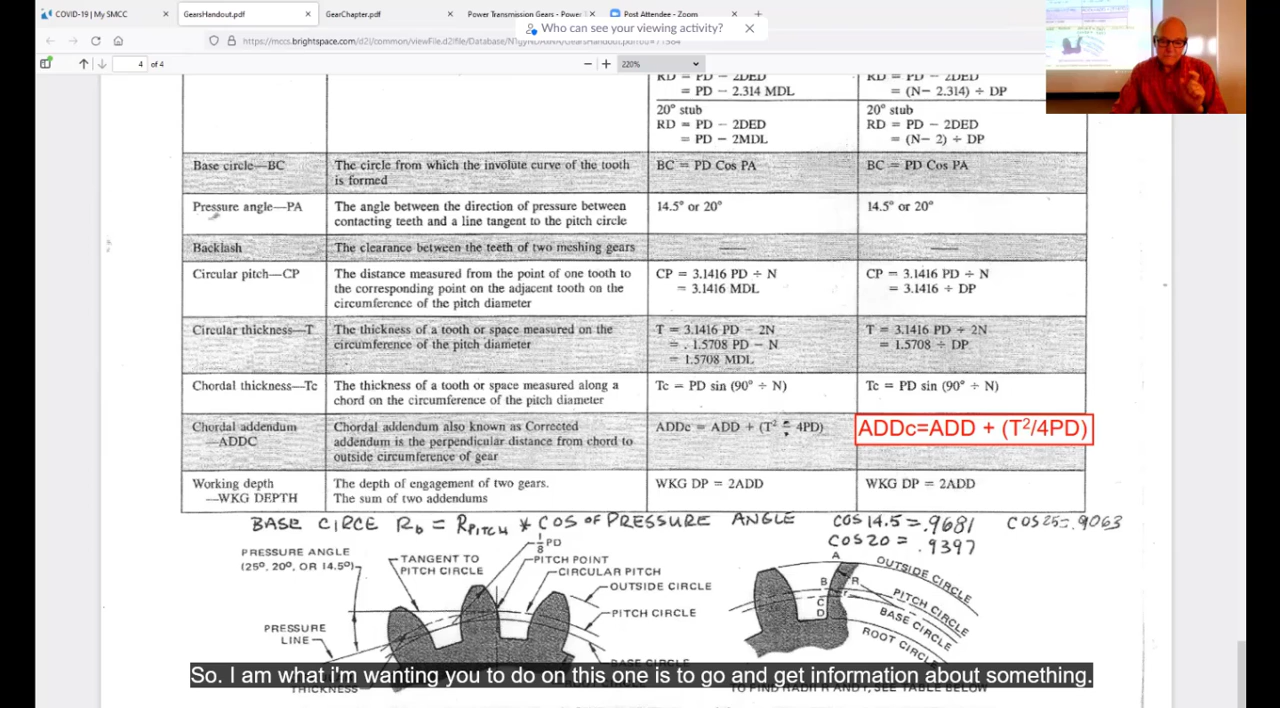 COVID-19 | My SMCC
GearsHandout.pdf
GearChapter.pdf
Power Transmission Gears - Power
Post Attendee - Zoom
Who can see your viewing activity?
4 of 4
220%
RD = PD − 2DED
= PD − 2.314 MDL
RD = PD − 2DED
= (N− 2.314) ÷ DP
20° stub
RD = PD − 2DED
= PD − 2MDL
20° stub
RD = PD − 2DED
= (N− 2) ÷ DP
Base circle—BC
The circle from which the involute curve of the tooth
is formed
BC = PD Cos PA
BC = PD Cos PA
Pressure angle—PA
The angle between the direction of pressure between
contacting teeth and a line tangent to the pitch circle
14.5° or 20°
14.5° or 20°
Backlash
The clearance between the teeth of two meshing gears
Circular pitch—CP
The distance measured from the point of one tooth to
the corresponding point on the adjacent tooth on the
circumference of the pitch diameter
CP = 3.1416 PD ÷ N
= 3.1416 MDL
CP = 3.1416 PD ÷ N
= 3.1416 ÷ DP
Circular thickness—T
The thickness of a tooth or space measured on the
circumference of the pitch diameter
T = 3.1416 PD − 2N
= . 1.5708 PD − N
= 1.5708 MDL
T = 3.1416 PD ÷ 2N
= 1.5708 ÷ DP
Chordal thickness—Tc
The thickness of a tooth or space measured along a
chord on the circumference of the pitch diameter
Tc = PD sin (90° ÷ N)
Tc = PD sin (90° ÷ N)
Chordal addendum
—ADDC
Chordal addendum also known as Corrected
addendum is the perpendicular distance from chord to
outside circumference of gear
ADDc = ADD + (T² ÷ 4PD)
ADDc=ADD + (T²/4PD)
Working depth
—WKG DEPTH
The depth of engagement of two gears.
The sum of two addendums
WKG DP = 2ADD
WKG DP = 2ADD
BASE CIRCE Rb = RPITCH * COS OF PRESSURE ANGLE
COS 14.5 = .9681
COS 25 = .9063
COS 20 = .9397
PRESSURE ANGLE
(25°, 20°, OR 14.5°)
TANGENT TO
PITCH CIRCLE
1/8 PD
PITCH POINT
CIRCULAR PITCH
OUTSIDE CIRCLE
PITCH CIRCLE
PRESSURE
LINE
THICKNESS
A
B
R
C
D
OUTSIDE CIRCLE
PITCH CIRCLE
BASE CIRCLE
ROOT CIRCLE
So. I am what i'm wanting you to do on this one is to go and get information about something.